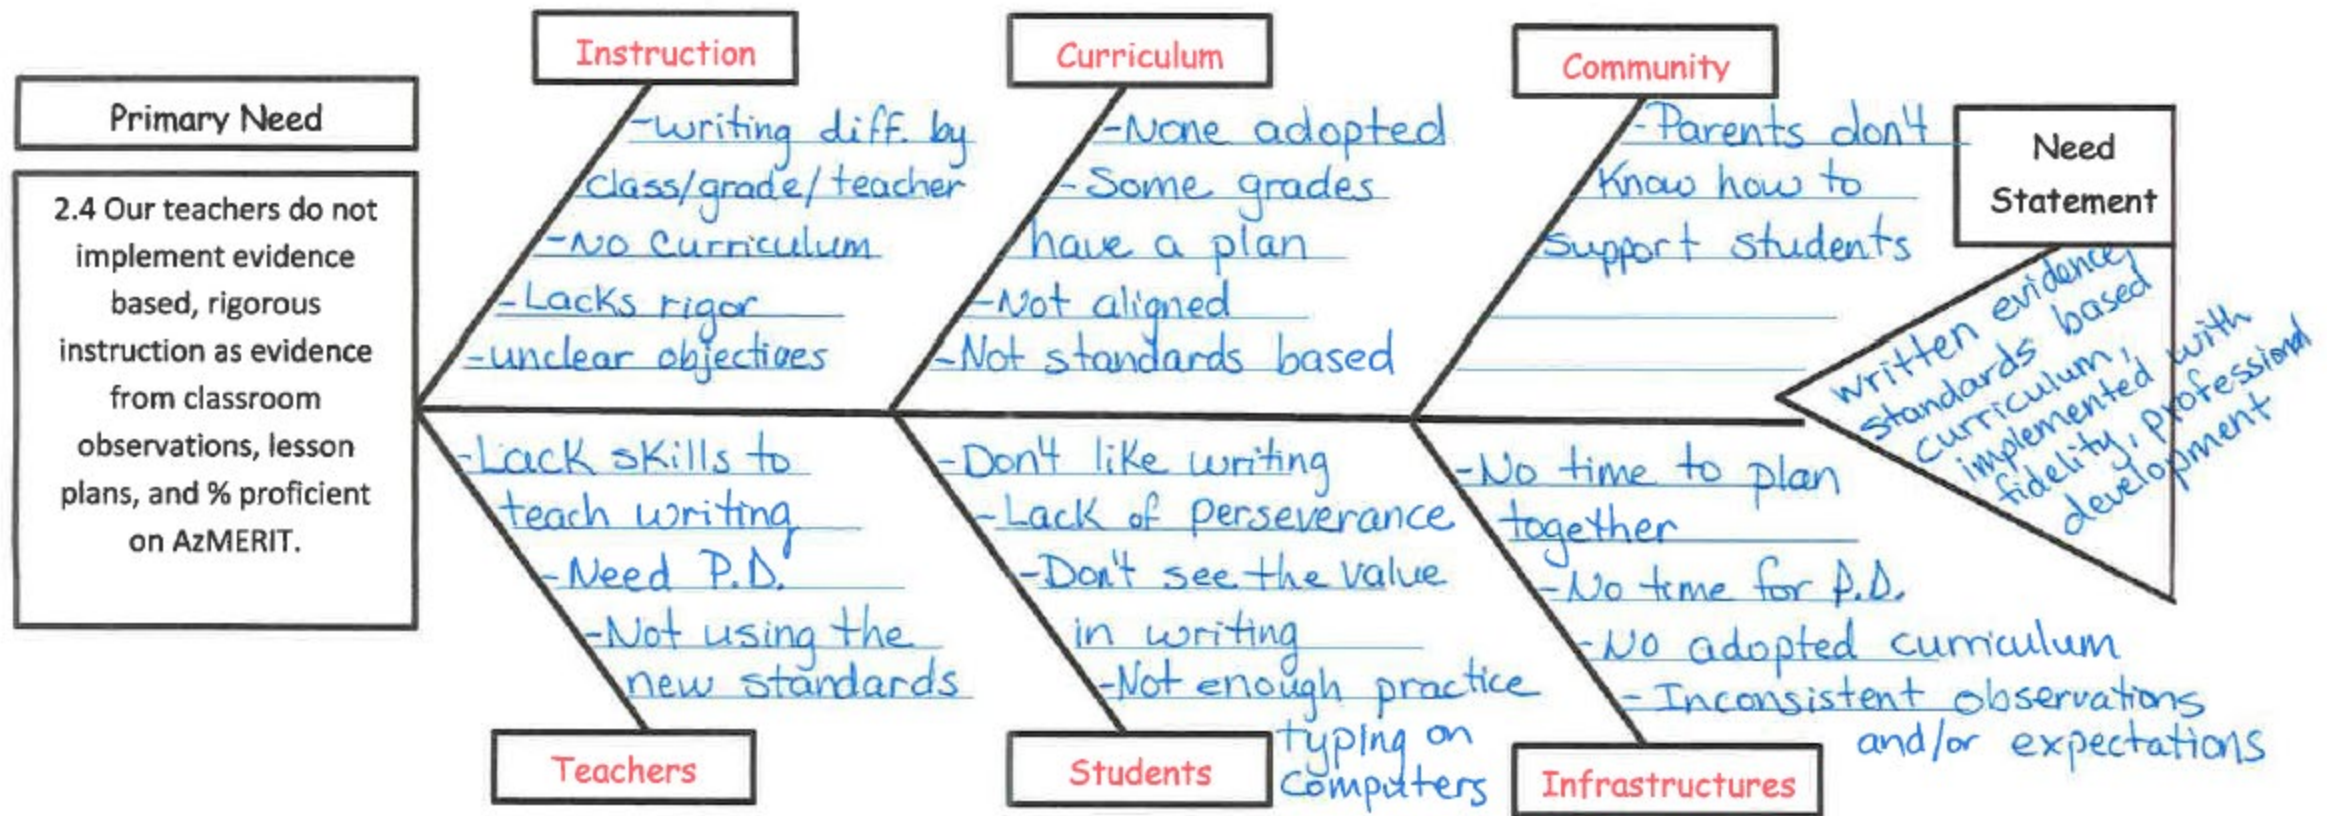 Primary Need
2.4 Our teachers do not
implement evidence
based, rigorous
instruction as evidence
from classroom
observations, lesson
plans, and % proficient
on AzMERIT.
Instruction
-writing diff. by
class/grade/teacher
-No Curriculum
-Lacks rigor
-unclear objectives
Curriculum
-None adopted
-Some grades
have a plan
-Not aligned
-Not standards based
Community
-Parents don't
Know how to
support students
Teachers
-Lack skills to
teach writing
-Need P.D.
-Not using the
new standards
Students
-Don't like writing
-Lack of perseverance
-Don't see the value
in writing
-Not enough practice
typing on
computers
Infrastructures
-No time to plan
together
-No time for P.D.
-No adopted curriculum
-Inconsistent observations
and/or expectations
Need
Statement
written evidence,
standards based
curriculum,
implemented with
fidelity, professional
development